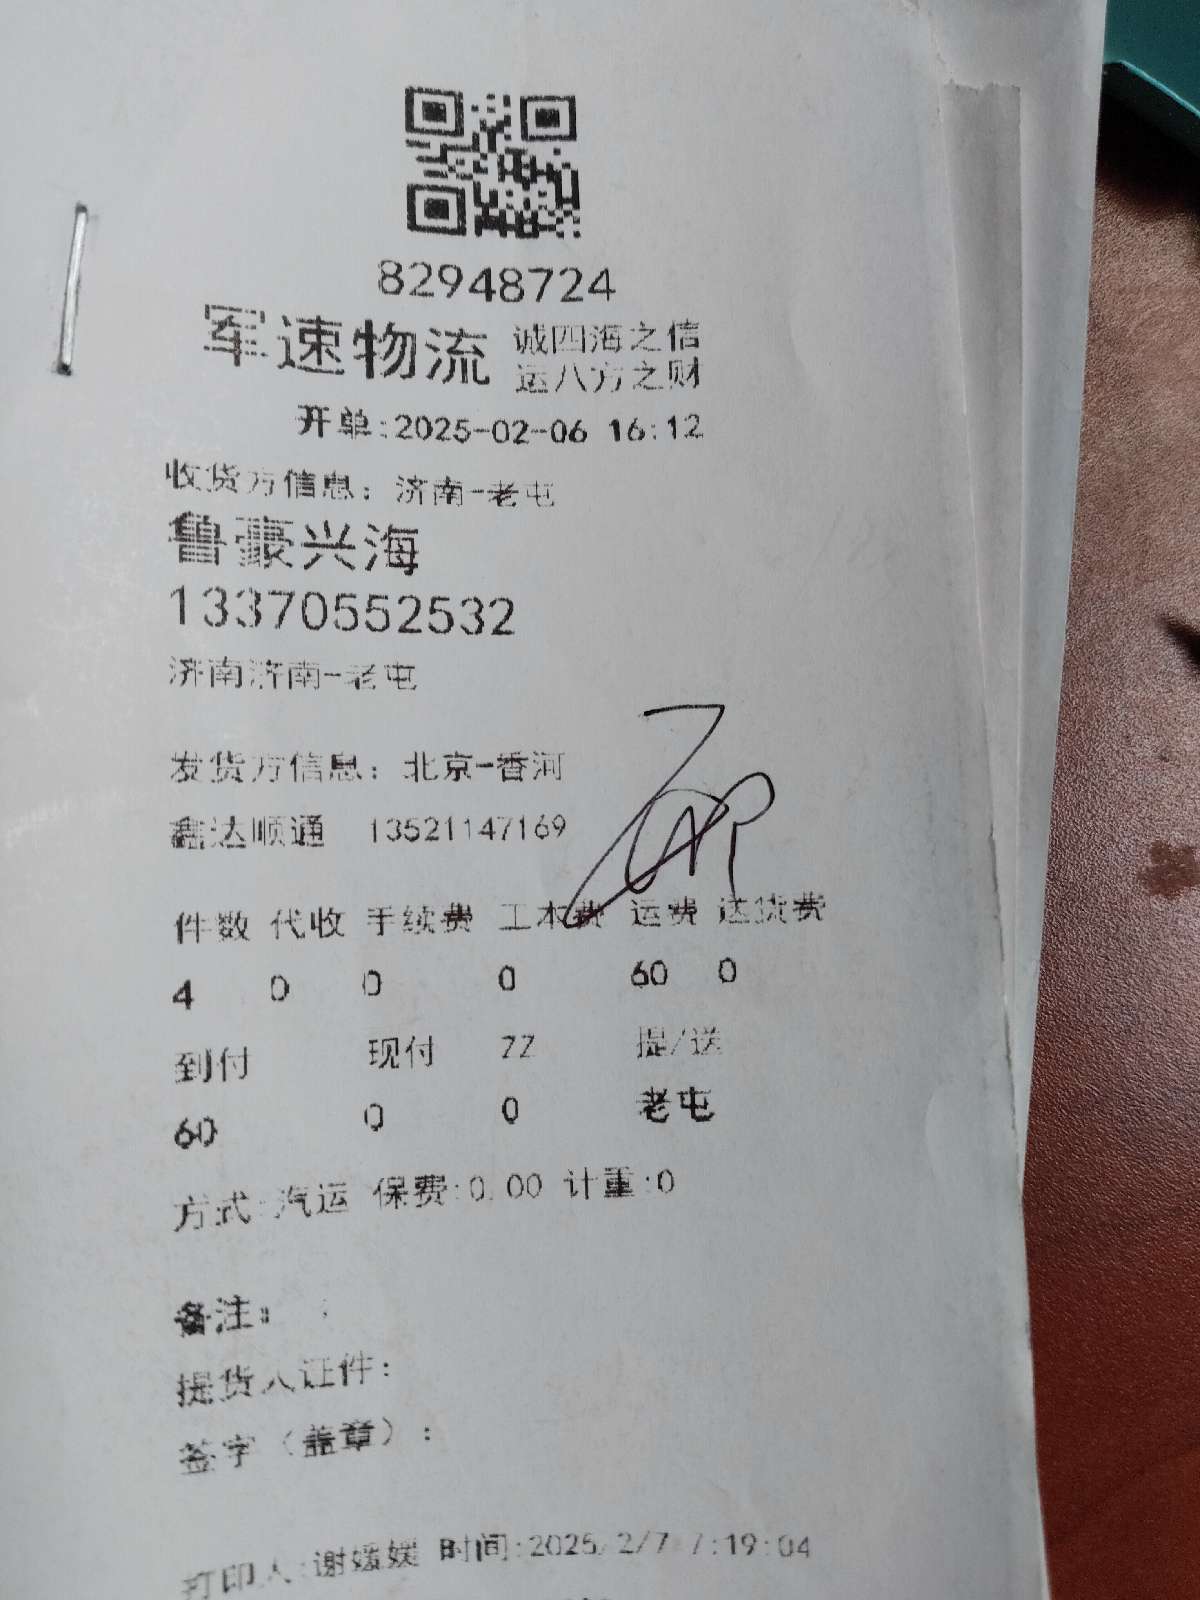 82948724
军速物流 诚四海之信
运八方之财
开单:2025-02-06 16:12
收货方信息：济南-老屯
鲁豪兴海
13370552532
济南济南-老屯
发货方信息：北京-香河
鑫达顺通 13521147169
件数 代收 手续费 工本费 运费 送货费
4 0 0 0 60 0
到付 现付 ZZ 提/送
60 0 0 老屯
方式:汽运 保费:0.00 计重:0
备注：
提货人证件：
签字（盖章）：
打印人:谢媛媛 时间:2025/2/7 7:19:04